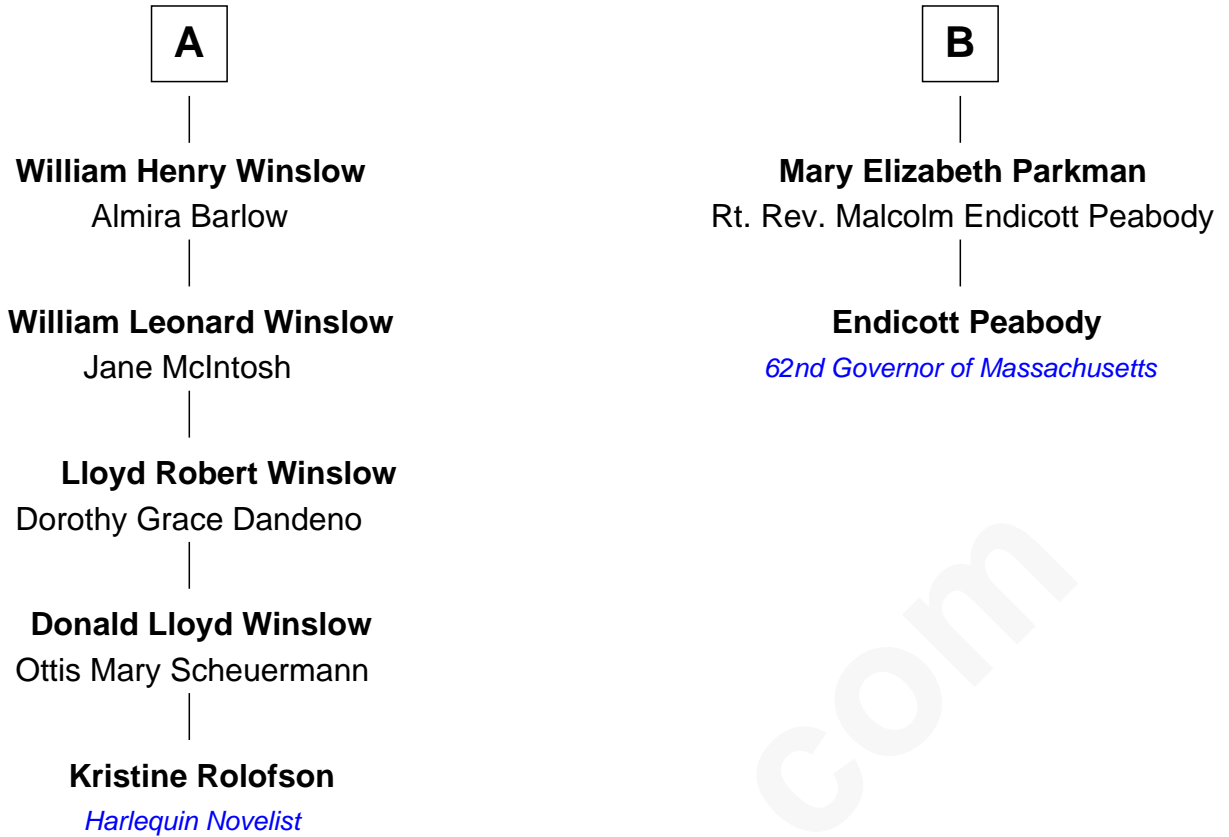 A
William Henry Winslow
Almira Barlow
William Leonard Winslow
Jane McIntosh
Lloyd Robert Winslow
Dorothy Grace Dandeno
Donald Lloyd Winslow
Ottis Mary Scheuermann
Kristine Rolofson
Harlequin Novelist
B
Mary Elizabeth Parkman
Rt. Rev. Malcolm Endicott Peabody
Endicott Peabody
62nd Governor of Massachusetts
com